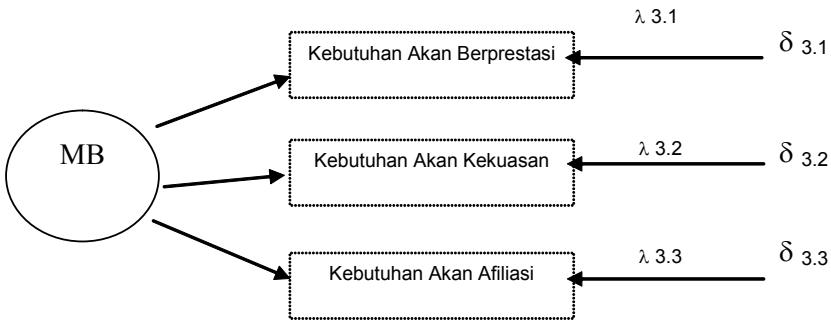 λ 3.1
Kebutuhan Akan Berprestasi
δ 3.1
MB
Kebutuhan Akan Kekuasan
λ 3.2
δ 3.2
Kebutuhan Akan Afiliasi
λ 3.3
δ 3.3